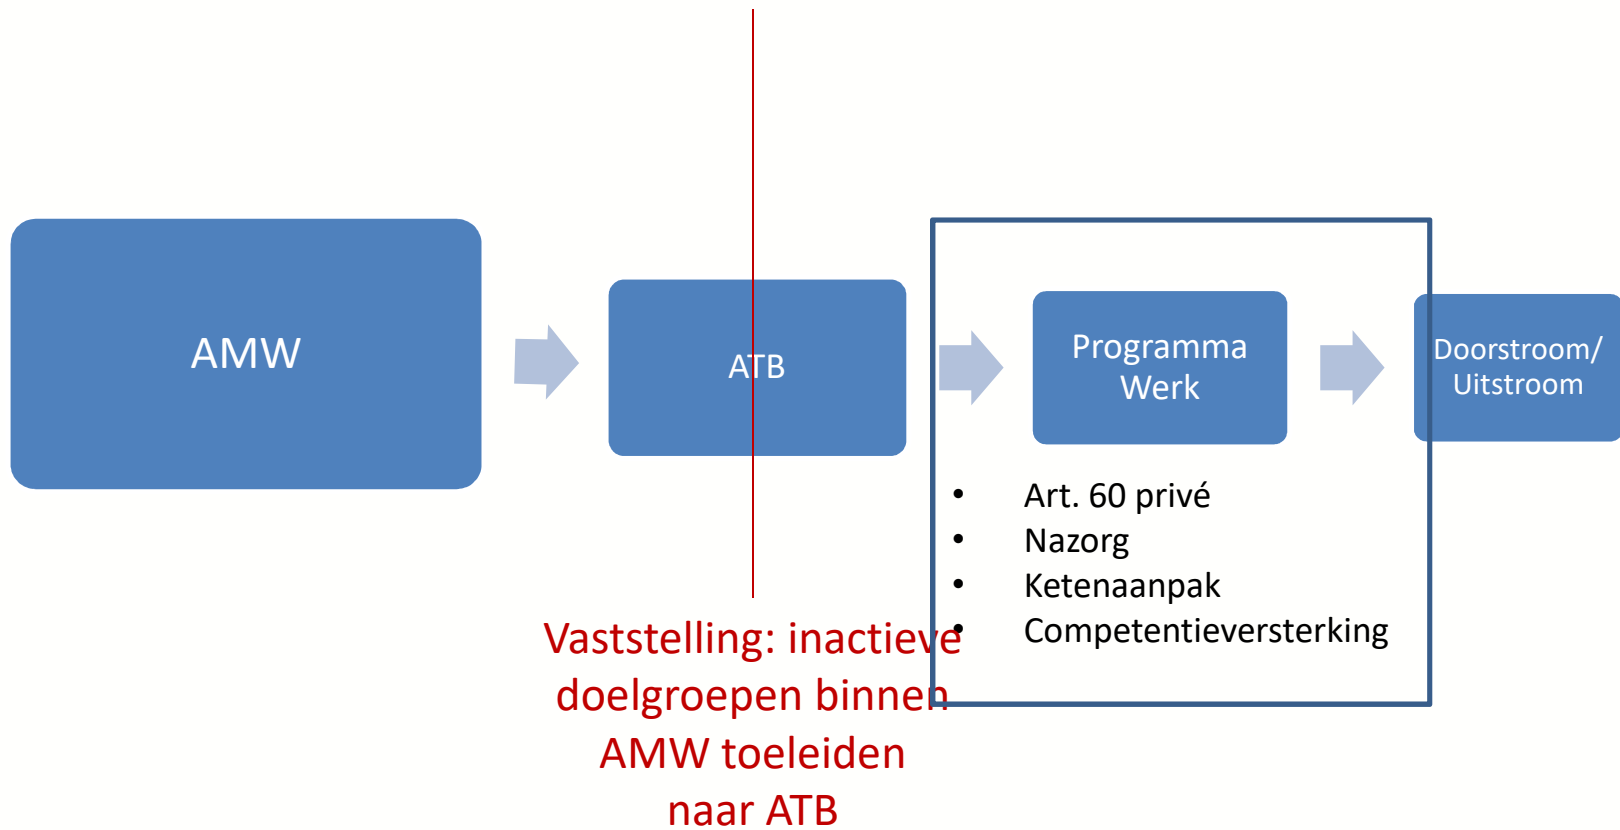 AMW
ATB
Programma
Werk
Doorstroom/
Uitstroom
• Art. 60 privé
• Nazorg
• Ketenaanpak
• Competentieversterking
Vaststelling: inactieve
doelgroepen binnen
AMW toeleiden
naar ATB